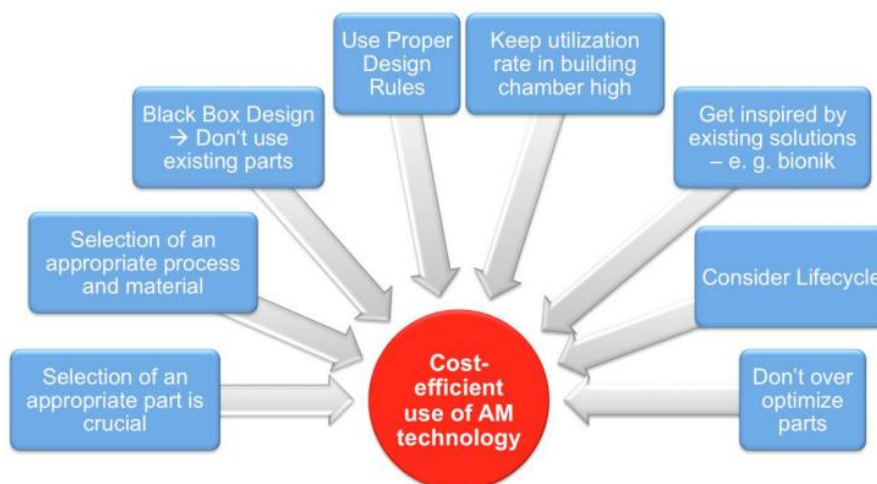 Use Proper
Design
Rules
Keep utilization
rate in building
chamber high
Black Box Design
→ Don't use
existing parts
Get inspired by
existing solutions
– e. g. bionik
Selection of an
appropriate process
and material
Consider Lifecycle
Selection of an
appropriate part is
crucial
Don't over
optimize
parts
Cost-
efficient
use of AM
technology